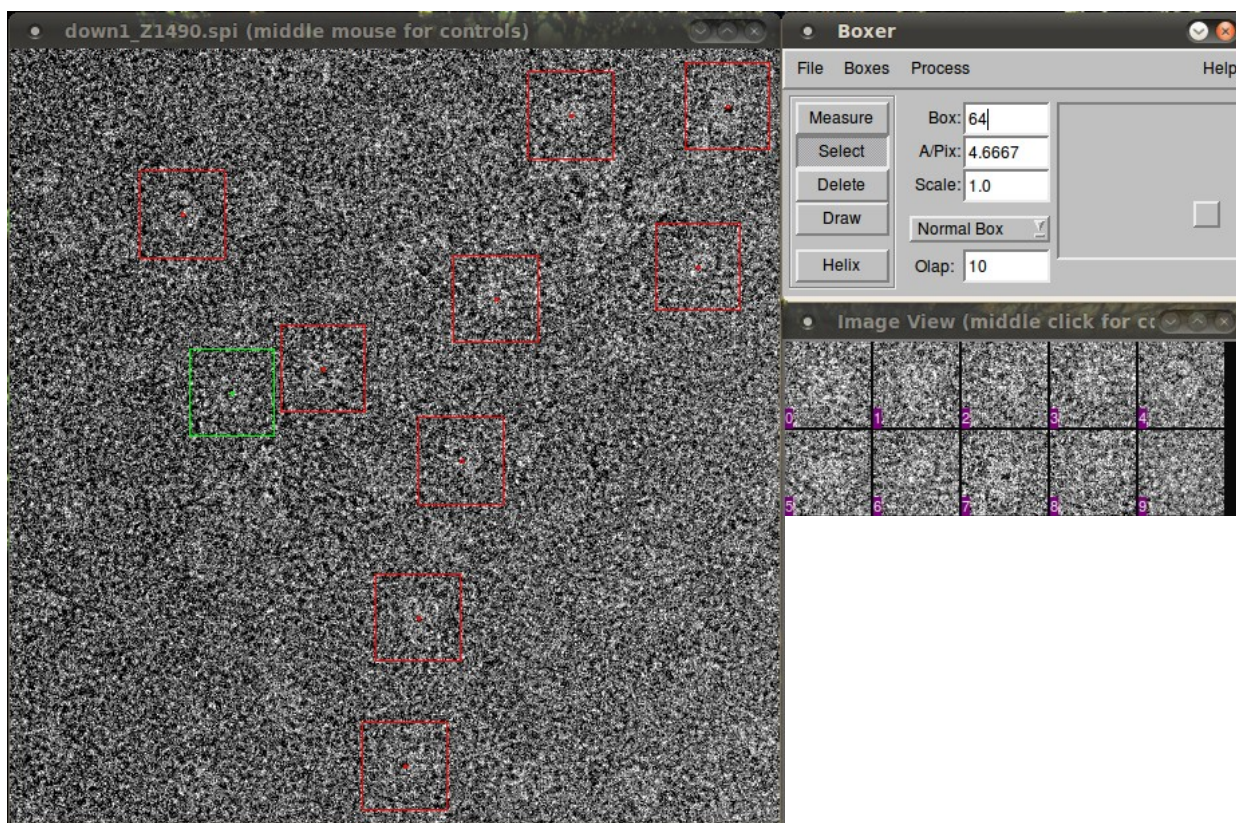 down1_Z1490.spi (middle mouse for controls)
Boxer
File Boxes Process Help
Measure Box: 64
Select A/Pix: 4.6667
Delete Scale: 1.0
Draw Normal Box
Helix Olap: 10
Image View (middle click for co
0 1 2 3 4
5 6 7 8 9